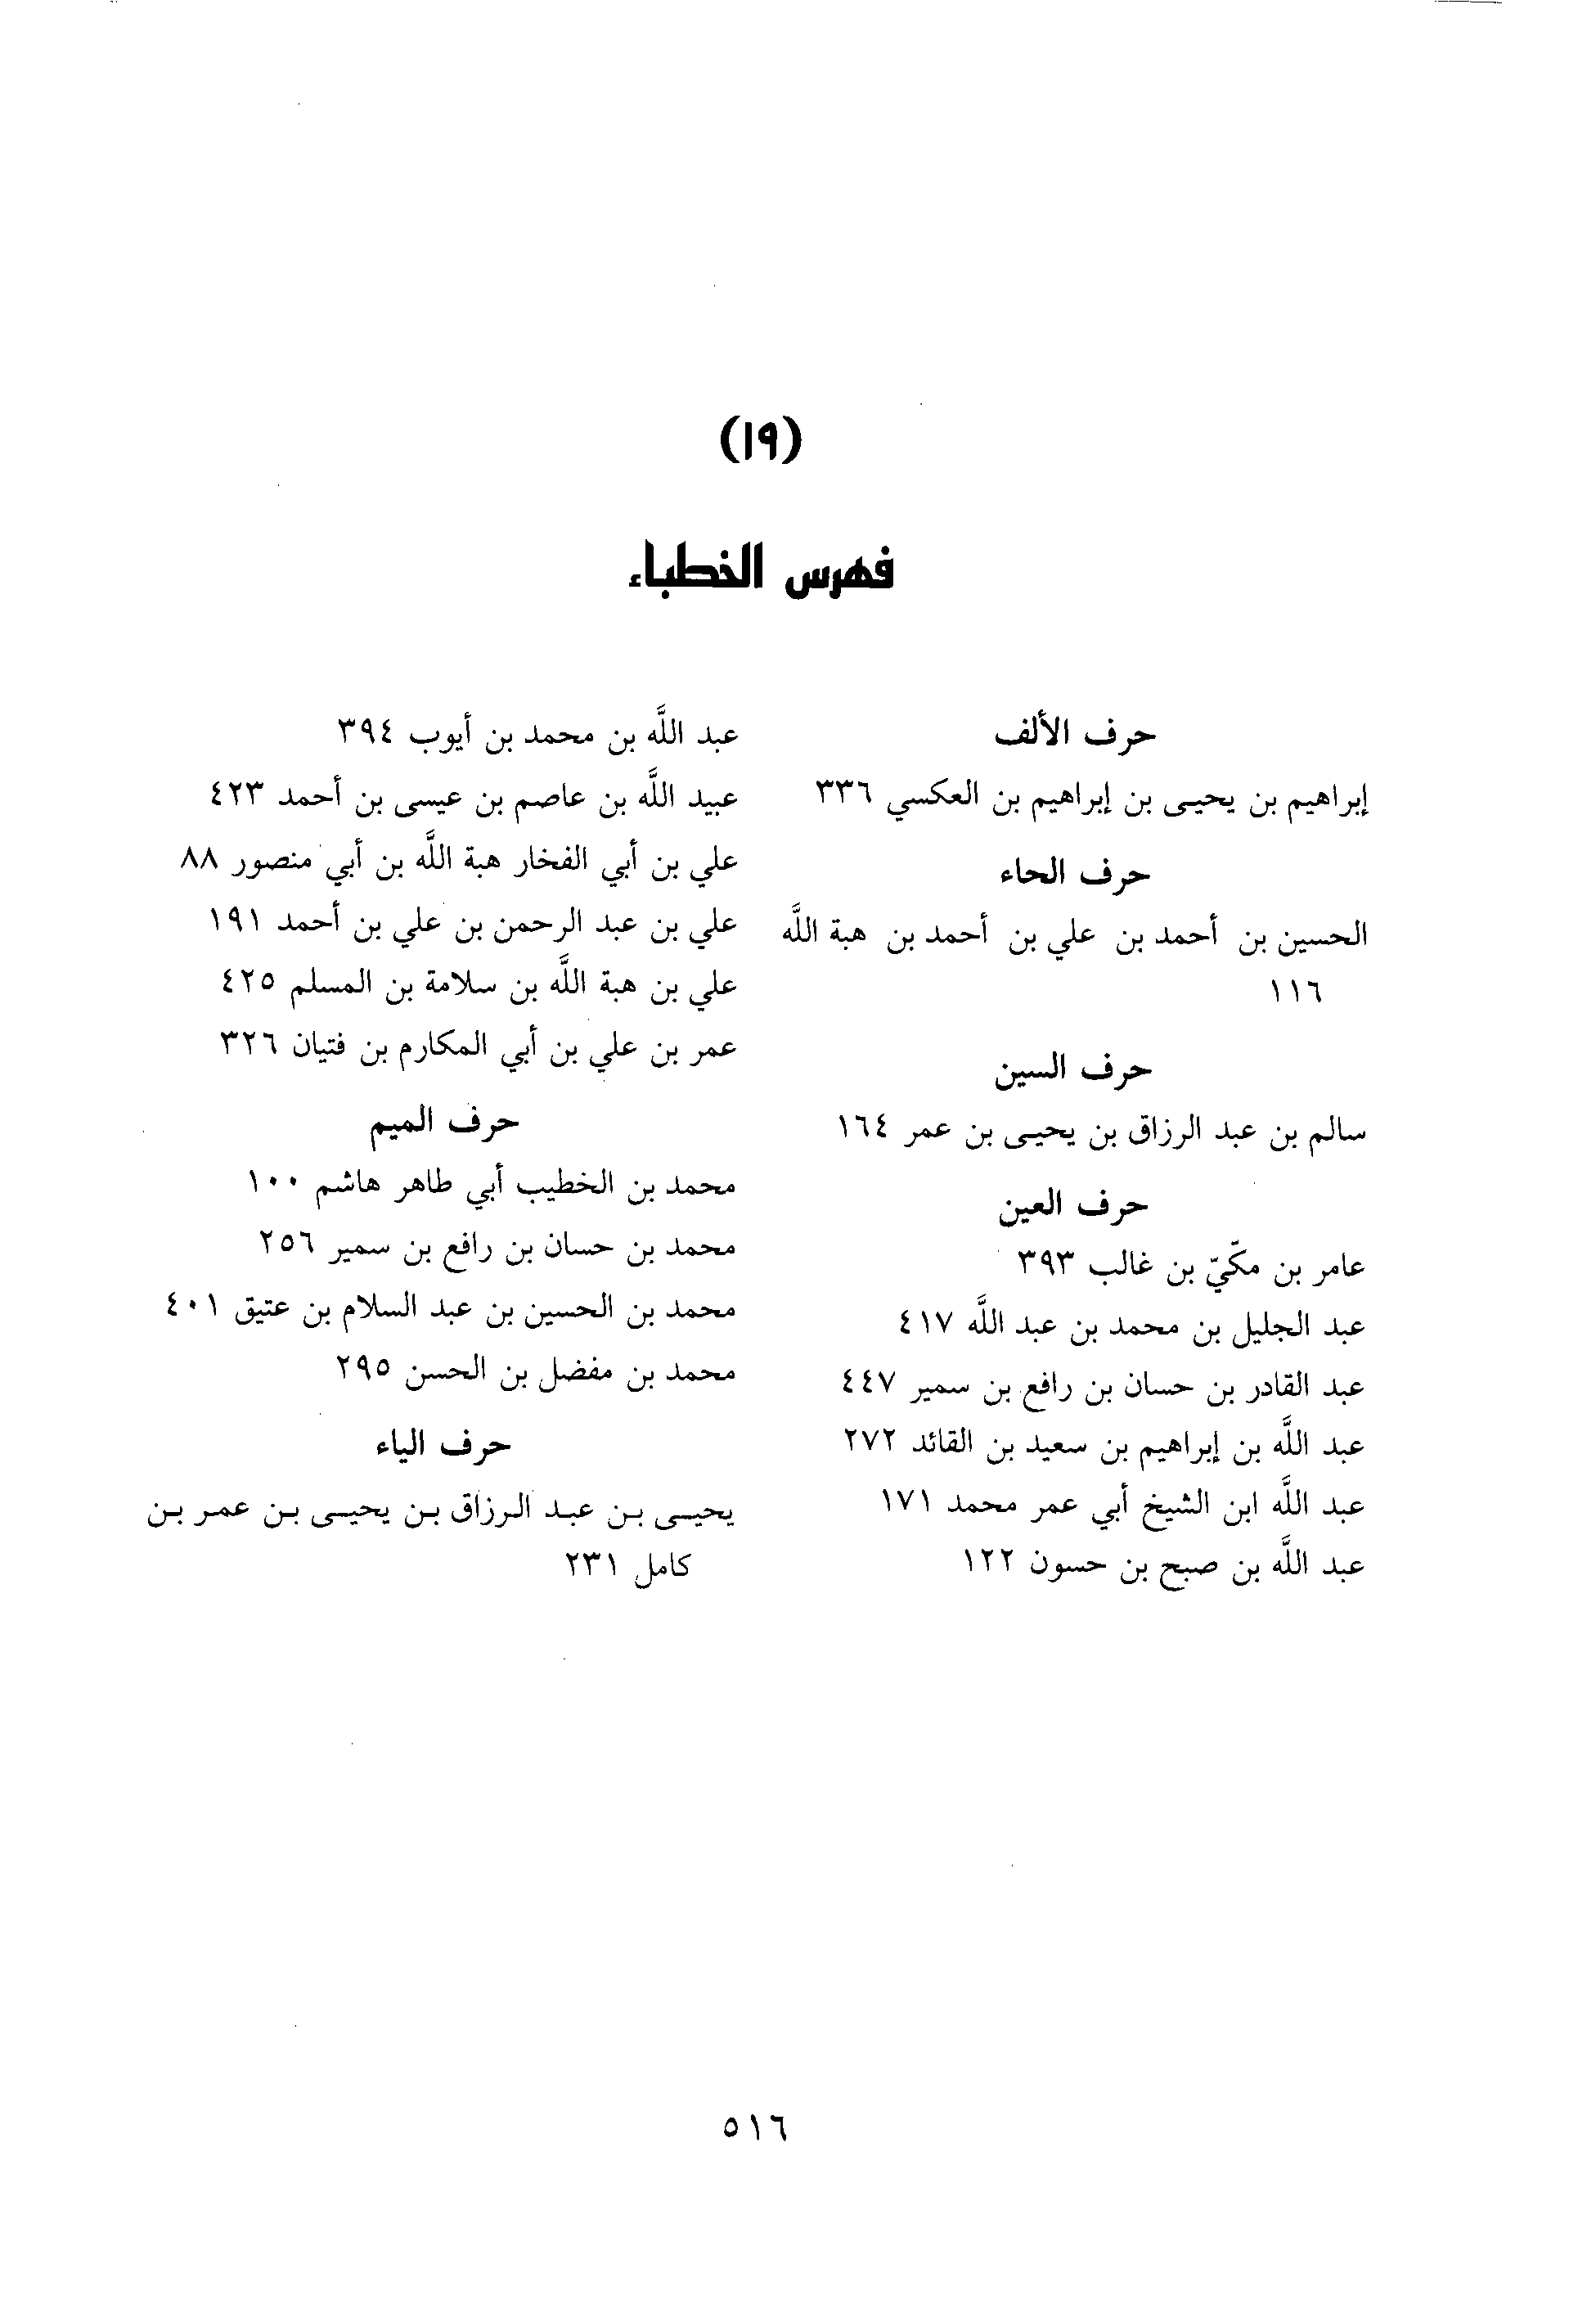 (١٩)
فهرس الخطباء
حرف الألف
إبراهيم بن يحيى بن إبراهيم بن العكسي ٣٣٦
حرف الحاء
الحسين بن أحمد بن علي بن أحمد بن هبة اللَّه
١١٦
حرف السين
سالم بن عبد الرزاق بن يحيى بن عمر ١٦٤
حرف العين
عامر بن مكّيّ بن غالب ٣٩٣
عبد الجليل بن محمد بن عبد اللَّه ٤١٧
عبد القادر بن حسان بن رافع بن سمير ٤٤٧
عبد اللَّه بن إبراهيم بن سعيد بن القائد ٢٧٢
عبد اللَّه ابن الشيخ أبي عمر محمد ١٧١
عبد اللَّه بن صبح بن حسون ١٢٢
عبد اللَّه بن محمد بن أيوب ٣٩٤
عبيد اللَّه بن عاصم بن عيسى بن أحمد ٤٢٣
علي بن أبي الفخار هبة اللَّه بن أبي منصور ٨٨
علي بن عبد الرحمن بن علي بن أحمد ١٩١
علي بن هبة اللَّه بن سلامة بن المسلم ٤٢٥
عمر بن علي بن أبي المكارم بن فتيان ٣٢٦
حرف الميم
محمد بن الخطيب أبي طاهر هاشم ١٠٠
محمد بن حسان بن رافع بن سمير ٢٥٦
محمد بن الحسين بن عبد السلام بن عتيق ٤٠١
محمد بن مفضل بن الحسن ٢٩٥
حرف الياء
يحيى بن عبد الرزاق بن يحيى بن عمر بن
كامل ٢٣١
٥١٦